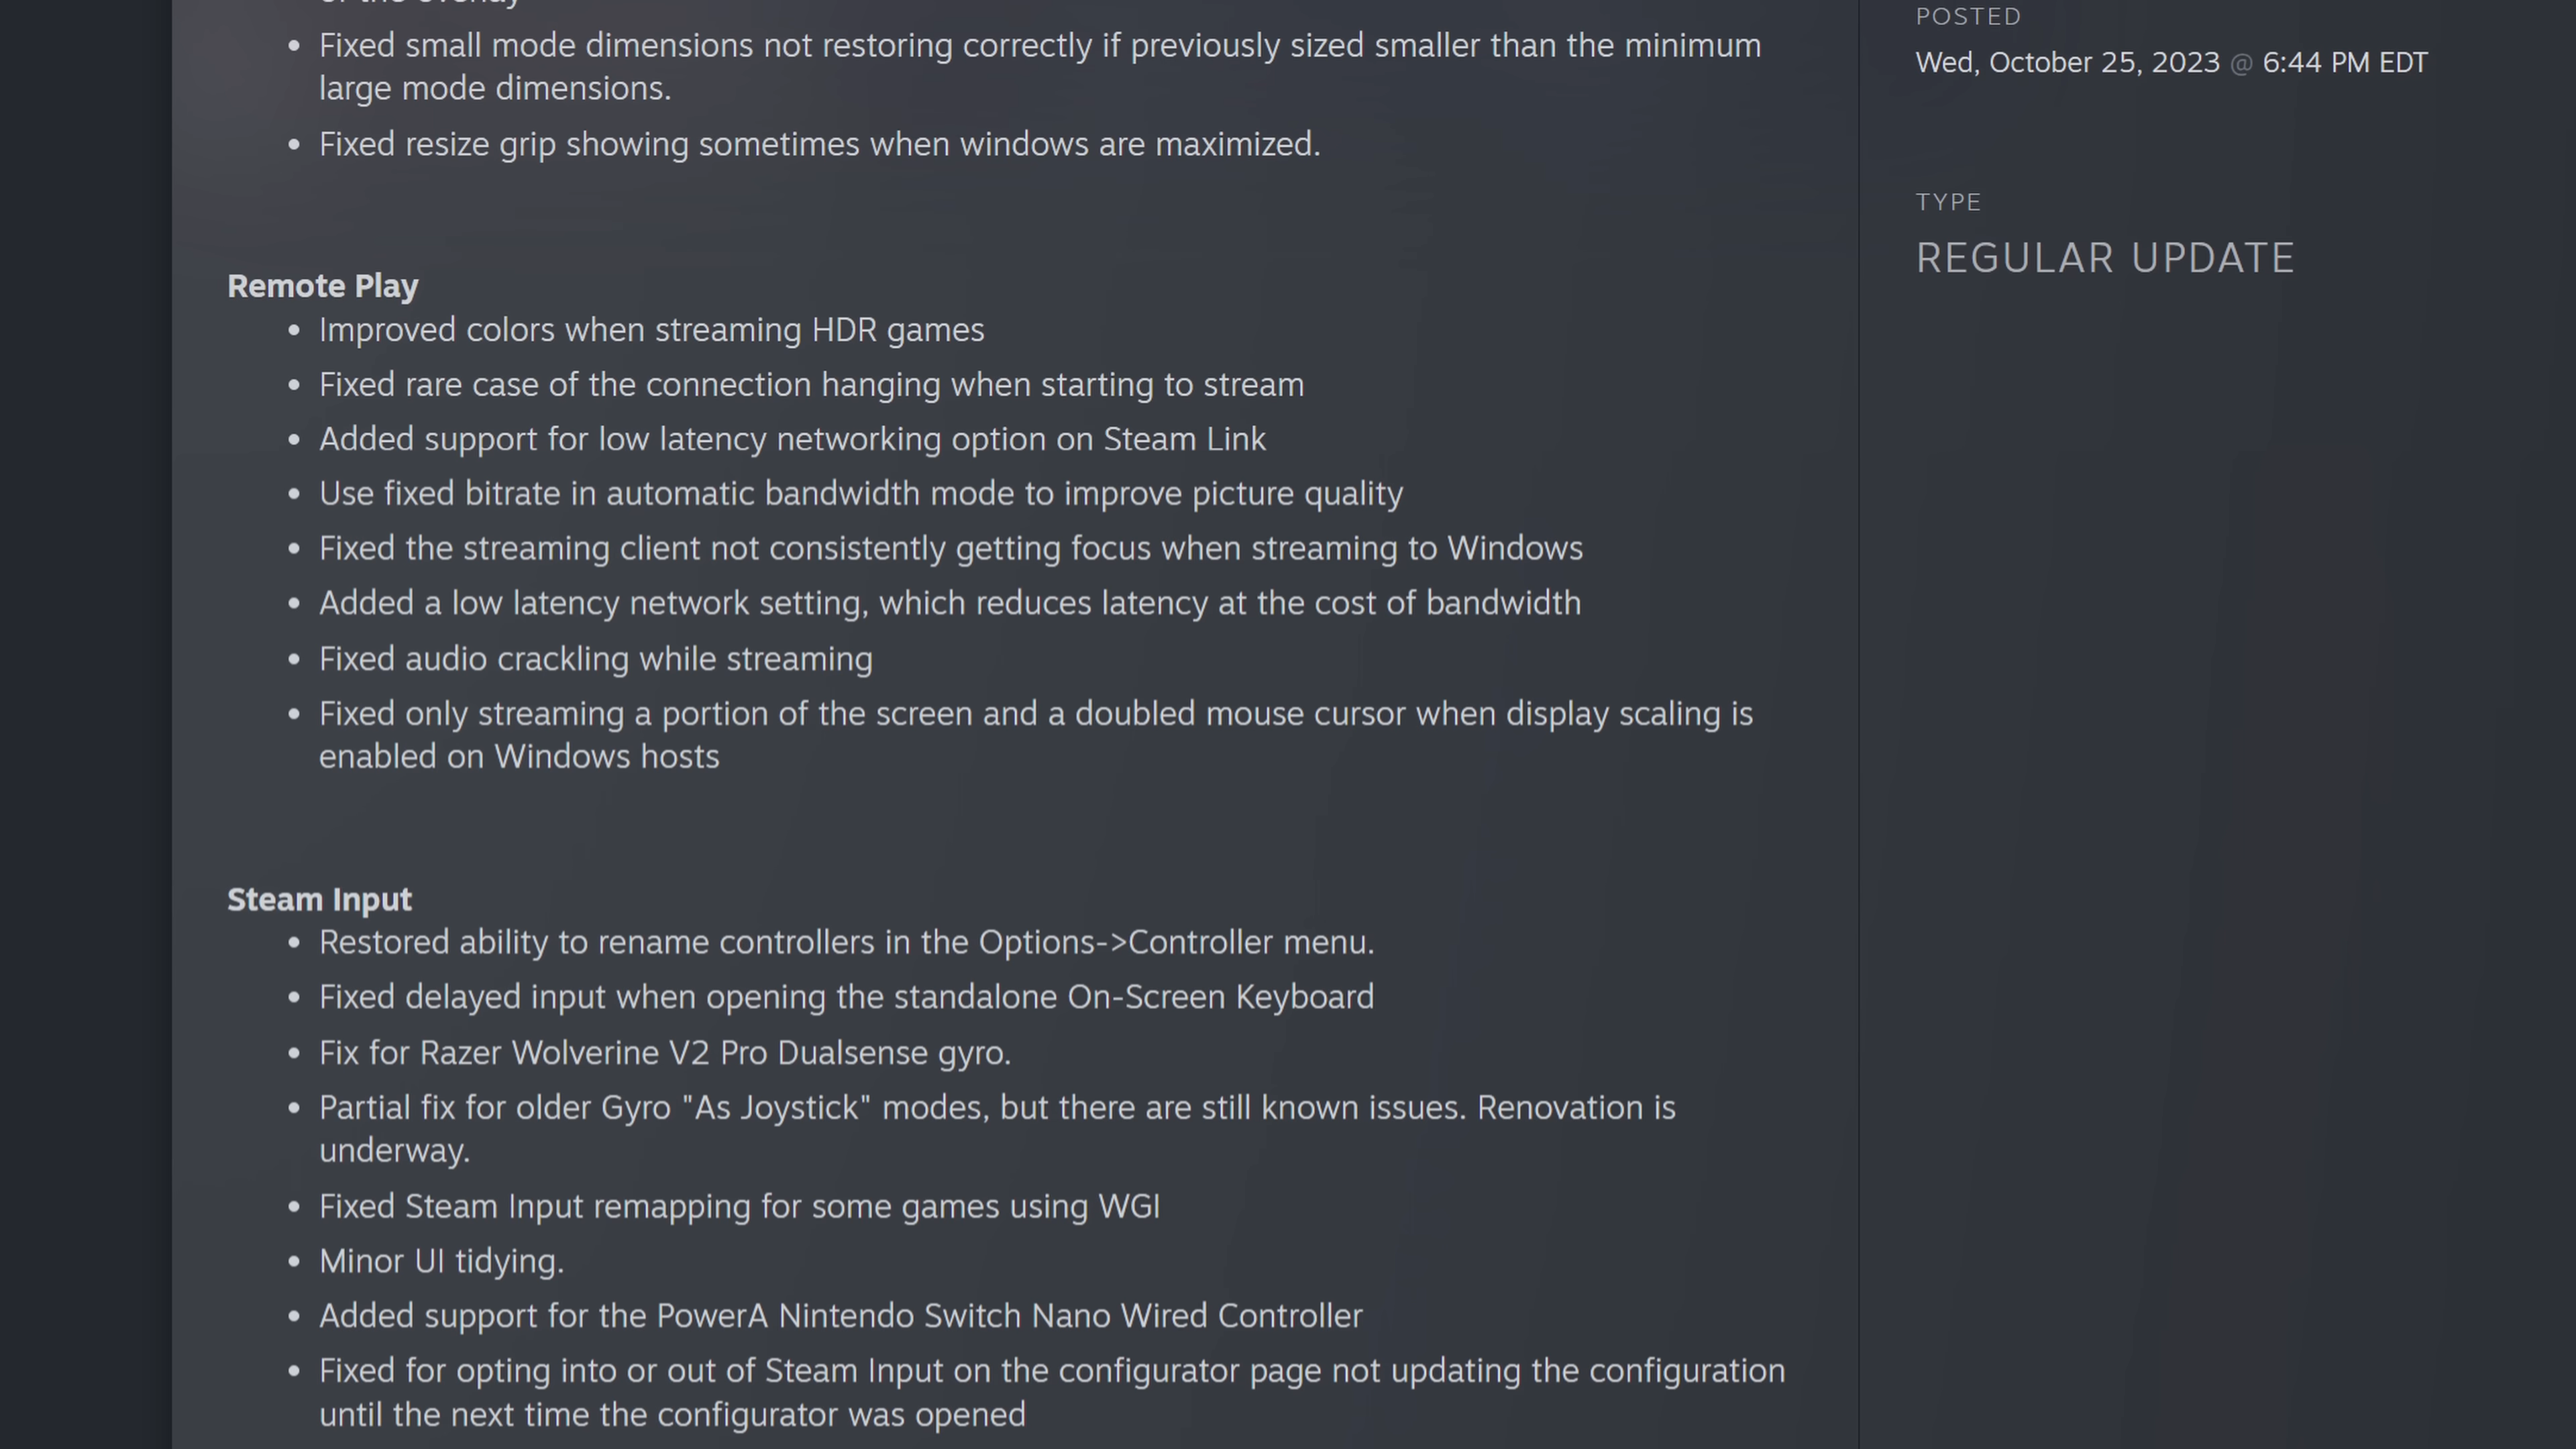 of the overlay
Fixed small mode dimensions not restoring correctly if previously sized smaller than the minimum
large mode dimensions.
Fixed resize grip showing sometimes when windows are maximized.
Remote Play
Improved colors when streaming HDR games
Fixed rare case of the connection hanging when starting to stream
Added support for low latency networking option on Steam Link
Use fixed bitrate in automatic bandwidth mode to improve picture quality
Fixed the streaming client not consistently getting focus when streaming to Windows
Added a low latency network setting, which reduces latency at the cost of bandwidth
Fixed audio crackling while streaming
Fixed only streaming a portion of the screen and a doubled mouse cursor when display scaling is
enabled on Windows hosts
Steam Input
Restored ability to rename controllers in the Options->Controller menu.
Fixed delayed input when opening the standalone On-Screen Keyboard
Fix for Razer Wolverine V2 Pro Dualsense gyro.
Partial fix for older Gyro "As Joystick" modes, but there are still known issues. Renovation is
underway.
Fixed Steam Input remapping for some games using WGI
Minor UI tidying.
Added support for the PowerA Nintendo Switch Nano Wired Controller
Fixed for opting into or out of Steam Input on the configurator page not updating the configuration
until the next time the configurator was opened
POSTED
Wed, October 25, 2023 @ 6:44 PM EDT
TYPE
REGULAR UPDATE